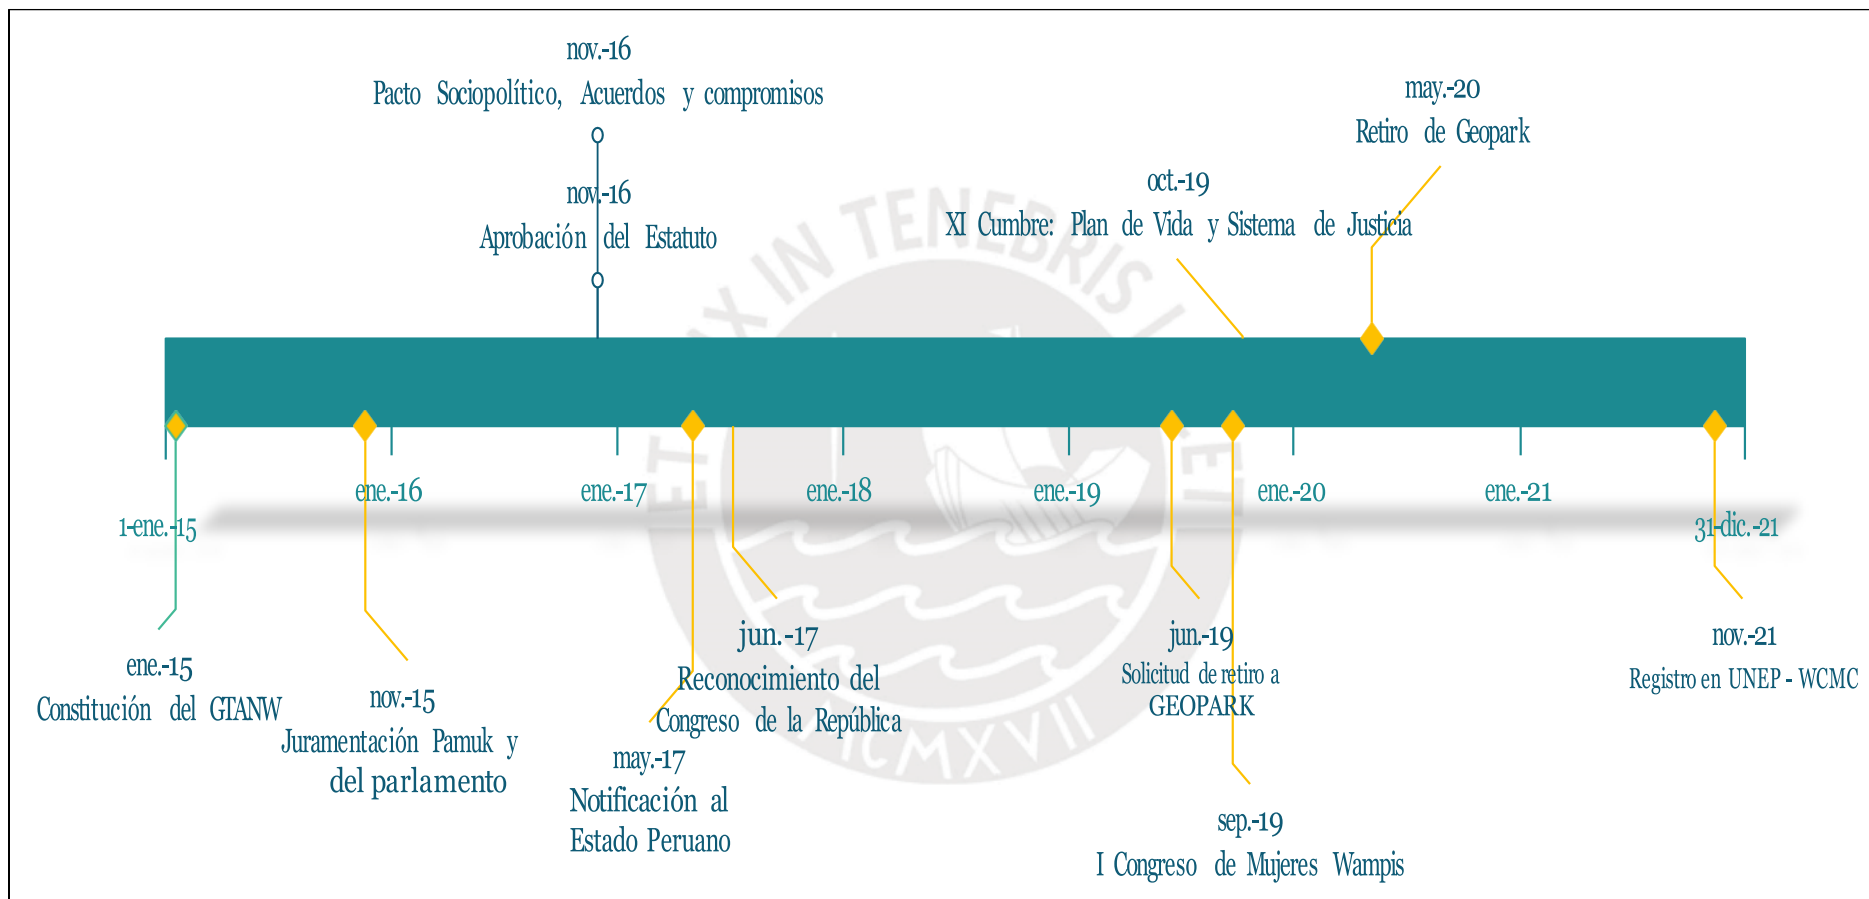 nov.-16
Pacto Sociopolítico, Acuerdos y compromisos
nov.-16
Aprobación del Estatuto
may.-20
Retiro de Geopark
oct.-19
XI Cumbre: Plan de Vida y Sistema de Justicia
ene.-16
ene.-17
ene.-18
ene.-19
ene.-20
ene.-21
1-ene.-15
31-dic.-21
ene.-15
Constitución del GTANW
nov.-15
Juramentación Pamuk y
del parlamento
jun.-17
Reconocimiento del
Congreso de la República
may.-17
Notificación al
Estado Peruano
jun.-19
Solicitud de retiro a
GEOPARK
sep.-19
I Congreso de Mujeres Wampis
nov.-21
Registro en UNEP - WCMC
ET
IN TENEBRIS
MCMXVII